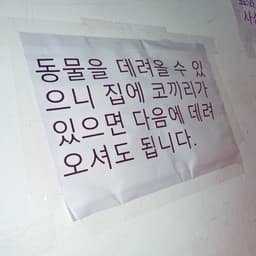 동물을 데려올 수 있
으니 집에 코끼리가
있으면 다음에 데려
오셔도 됩니다.